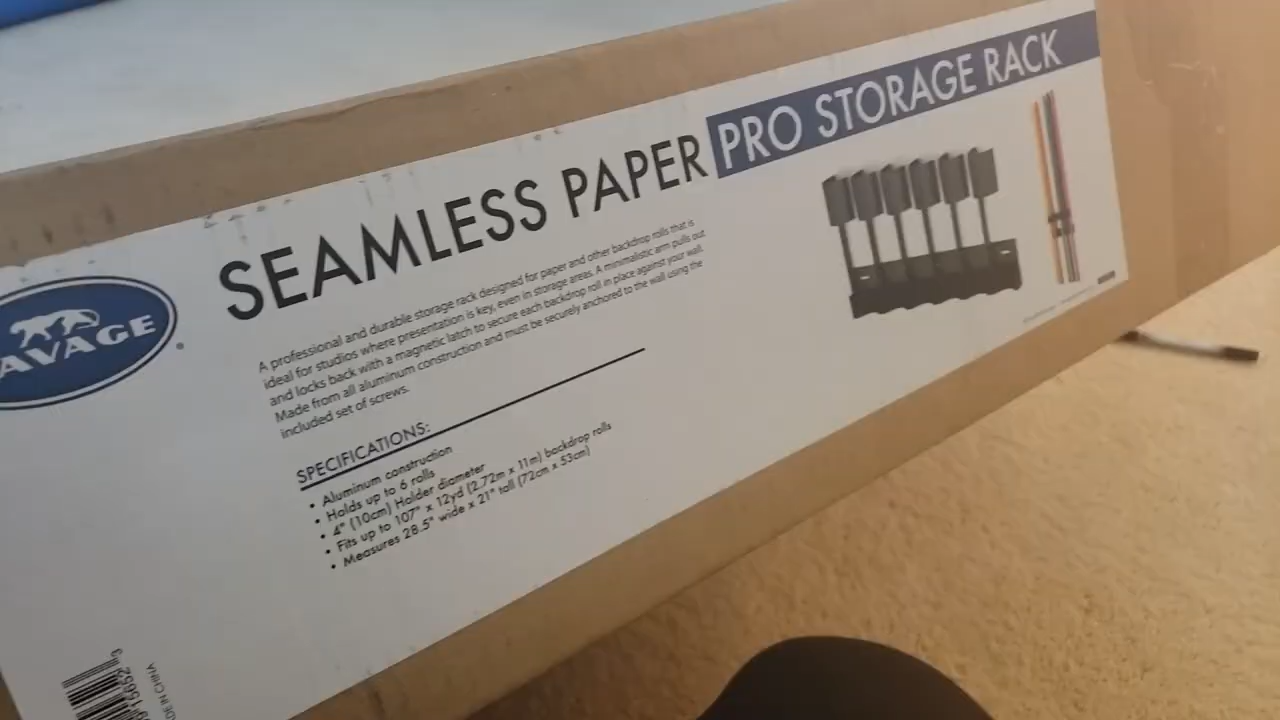 SEAMLESS PAPER PRO STORAGE RACK
AVAGE
A professional and durable storage rack designed for paper and other backdrop rolls that is
ideal for studios where presentation is key, even in storage areas. A minimalistic arm pulls out
and locks back with a magnetic latch to secure each backdrop roll in place against your wall.
Made from all aluminum construction and must be securely anchored to the wall using the
included set of screws.
SPECIFICATIONS:
• Aluminum construction
• Holds up to 6 rolls
• 4" (10cm) Holder diameter
• Fits up to 107" x 12yd (2.72m x 11m) backdrop rolls
• Measures 28.5" wide x 21" tall (72cm x 53cm)
DE IN CHINA